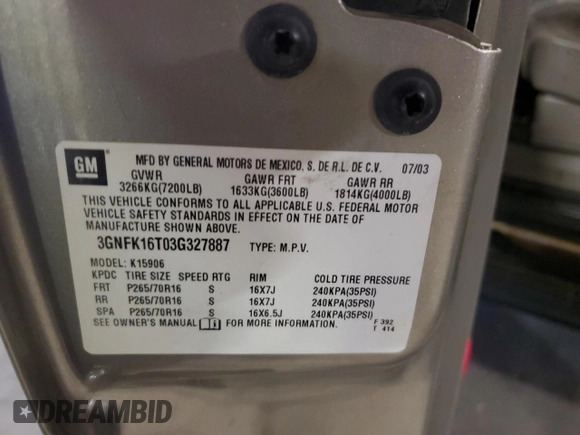 GM
MFD BY GENERAL MOTORS DE MEXICO, S. DE R.L. DE C.V. 07/03
GVWR GAWR FRT GAWR RR
3266KG(7200LB) 1633KG(3600LB) 1814KG(4000LB)
THIS VEHICLE CONFORMS TO ALL APPLICABLE U.S. FEDERAL MOTOR
VEHICLE SAFETY STANDARDS IN EFFECT ON THE DATE OF
MANUFACTURE SHOWN ABOVE.
3GNFK16T03G327887 TYPE: M.P.V.
MODEL: K15906
KPDC TIRE SIZE SPEED RTG RIM COLD TIRE PRESSURE
FRT P265/70R16 S 16X7J 240KPA(35PSI)
RR P265/70R16 S 16X7J 240KPA(35PSI)
SPA P265/70R16 S 16X6.5J 240KPA(35PSI)
SEE OWNER'S MANUAL FOR MORE INFORMATION. F 392
T 414
DREAMBID